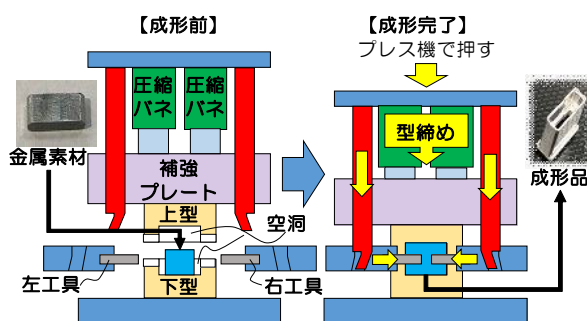 【成形前】
【成形完了】
プレス機で押す
圧縮
バネ
圧縮
バネ
型締め
金属素材
補強
プレート
成形品
上型
空洞
左工具
下型
右工具